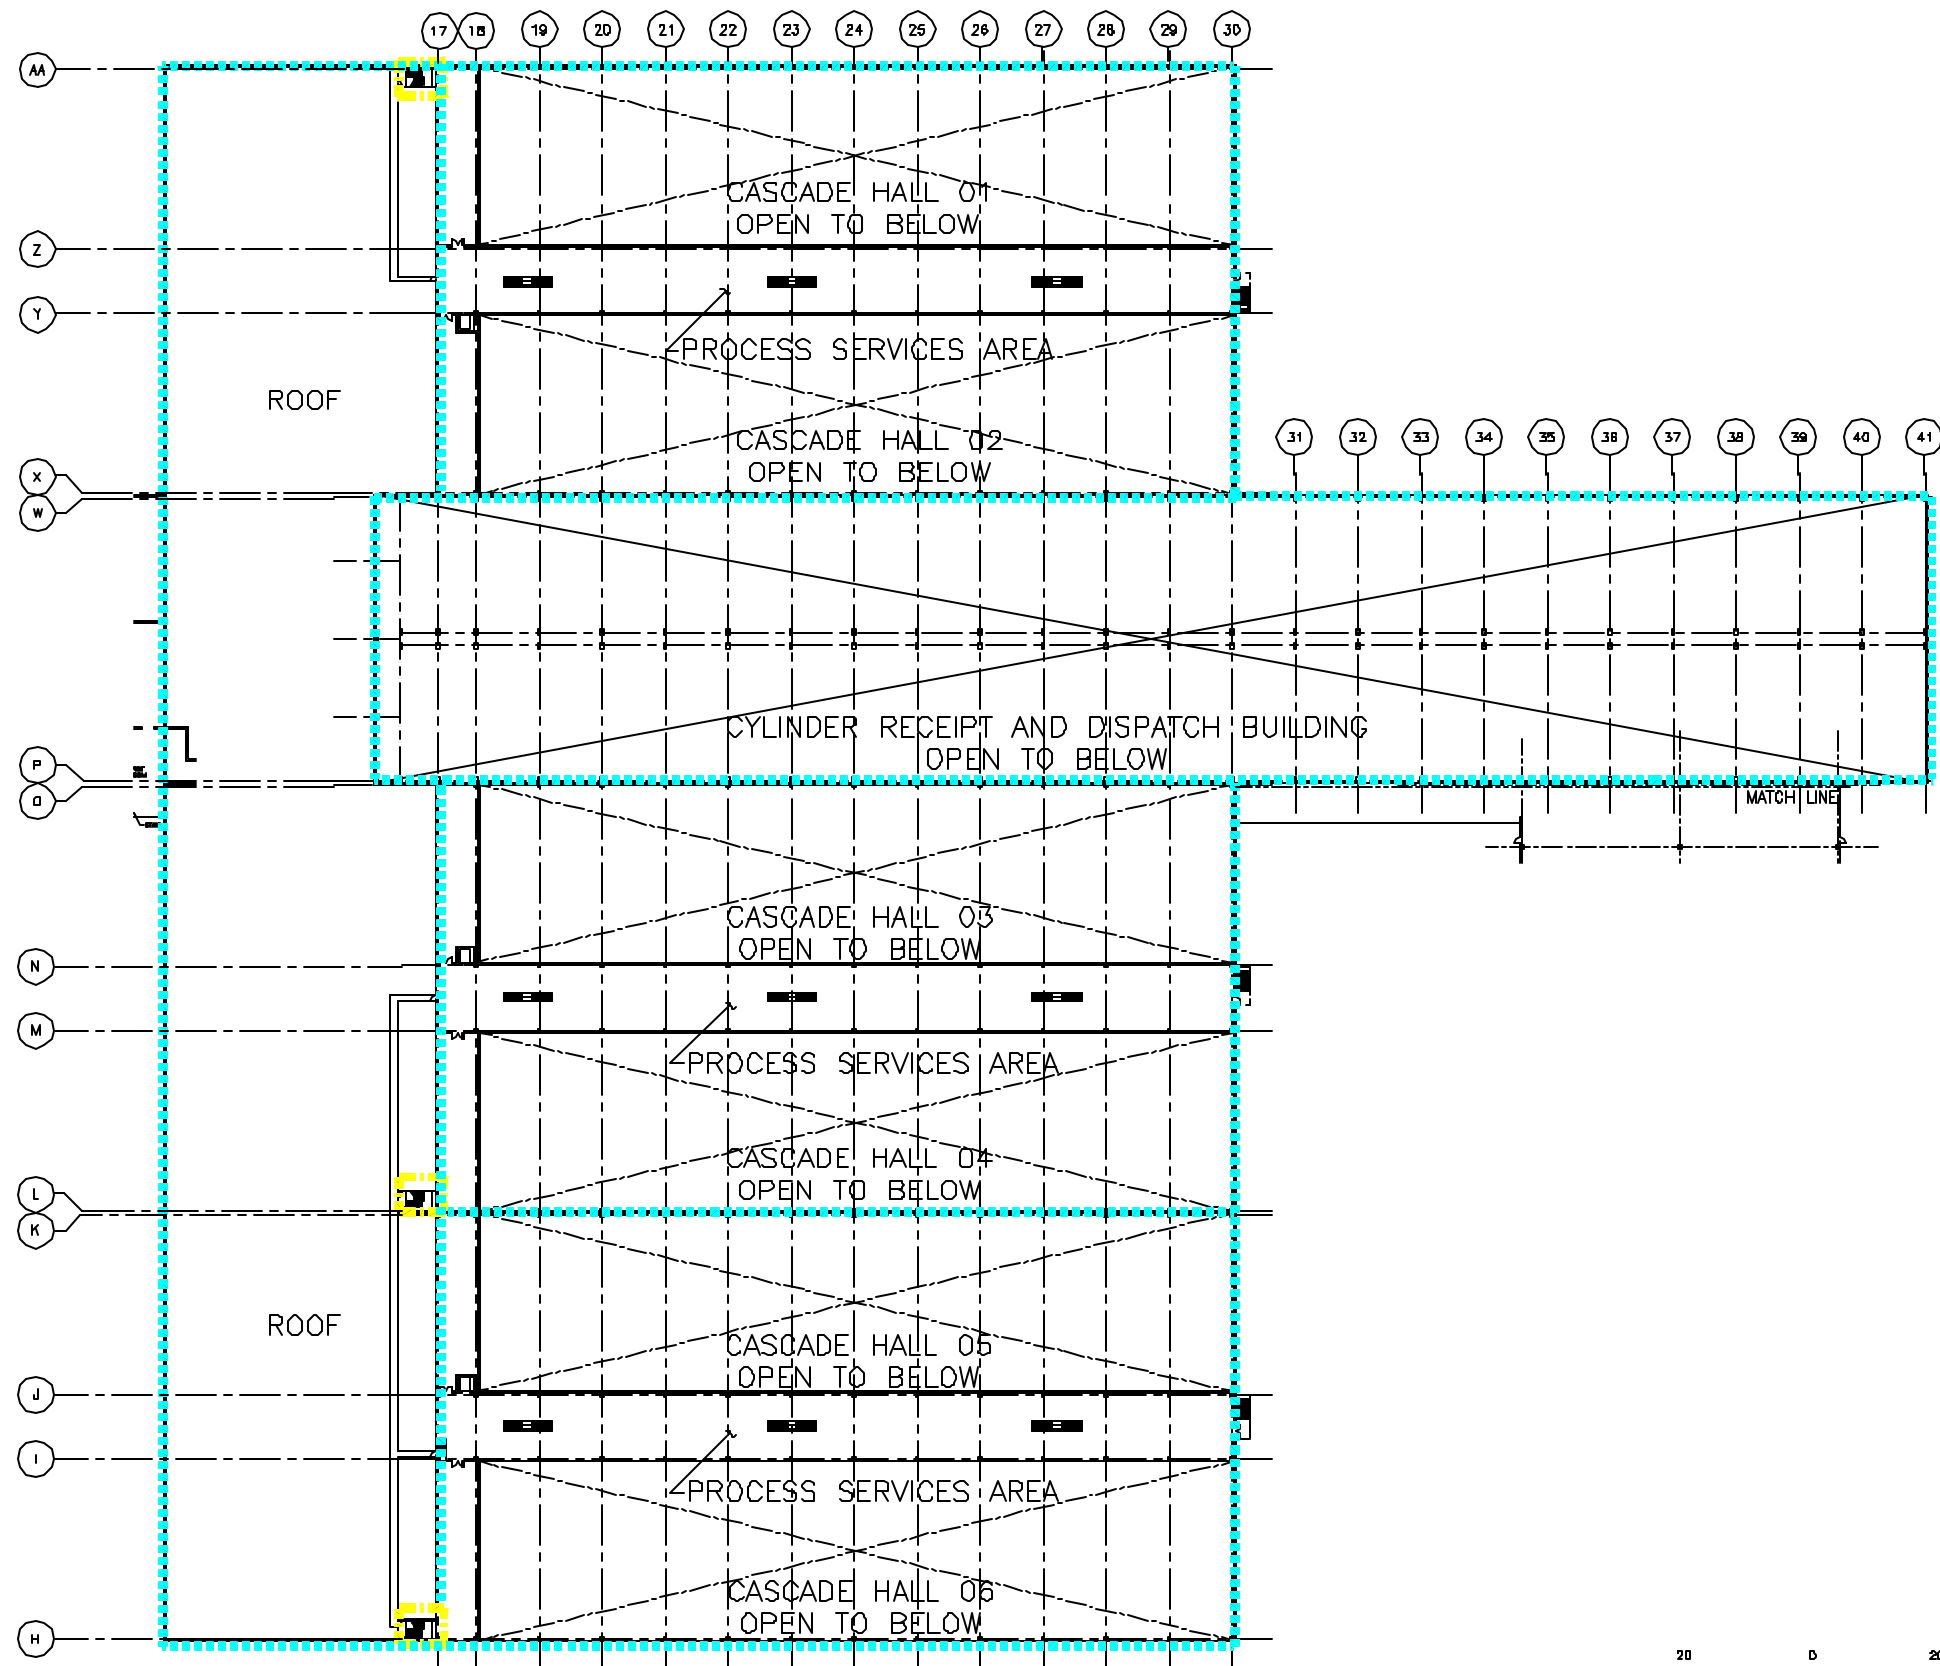 17 18 19 20 21 22 23 24 25 26 27 28 29 30
AA
CASCADE HALL 01
OPEN TO BELOW
Z
Y
PROCESS SERVICES AREA
ROOF
31 32 33 34 35 36 37 38 39 40 41
CASCADE HALL 02
OPEN TO BELOW
X
W
CYLINDER RECEIPT AND DISPATCH BUILDING
OPEN TO BELOW
P
O
MATCH LINE
CASCADE HALL 03
OPEN TO BELOW
N
M
PROCESS SERVICES AREA
CASCADE HALL 04
OPEN TO BELOW
L
K
ROOF
CASCADE HALL 05
OPEN TO BELOW
J
I
PROCESS SERVICES AREA
CASCADE HALL 06
OPEN TO BELOW
H
20